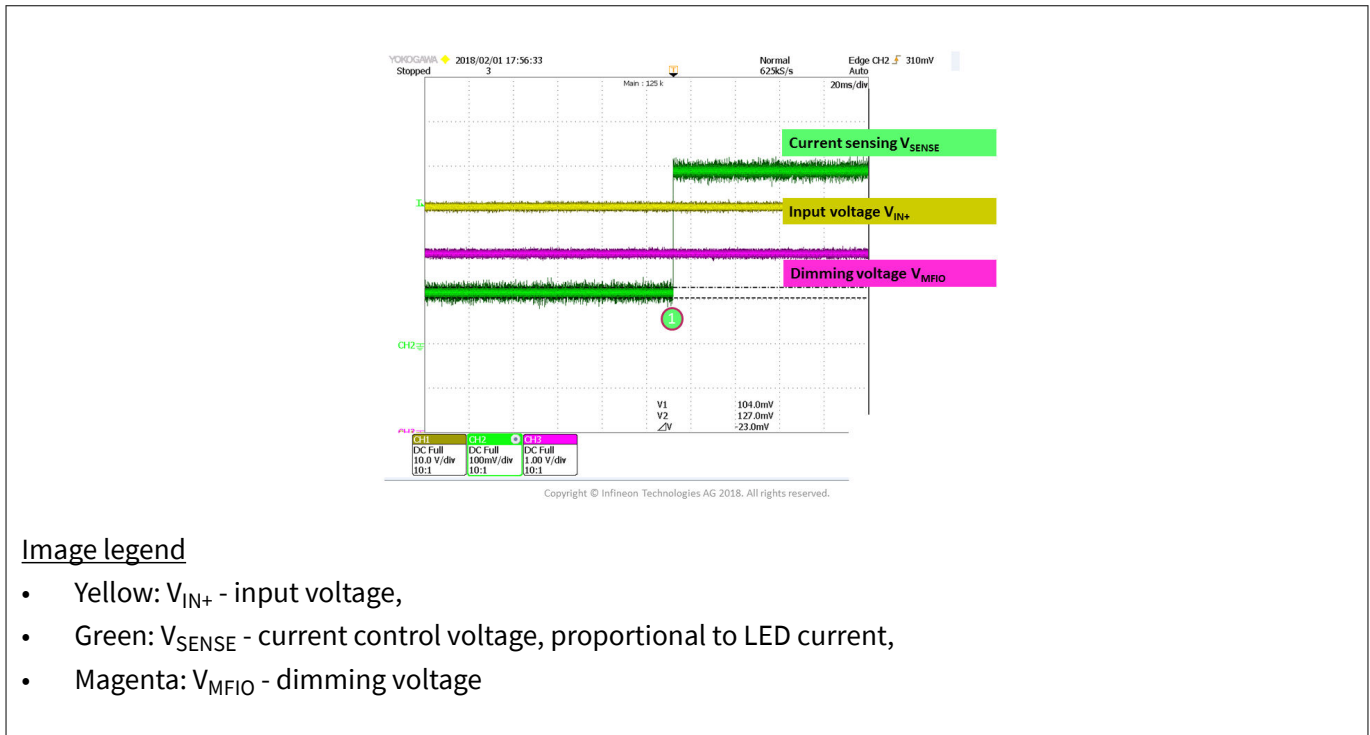 YOKOGAWA 2018/02/01 17:56:33 Normal Edge CH2 310mV
Stopped 3 625kS/s Auto
Main : 125 k 20ms/div
Current sensing VSENSE
Input voltage VIN+
Dimming voltage VMFIO
1
CH2
V1 104.0mV
V2 127.0mV
⊿V -23.0mV
CH3
CH1 CH2 CH3
DC Full DC Full DC Full
10.0 V/div 100mV/div 1.00 V/div
10:1 10:1 10:1
Copyright © Infineon Technologies AG 2018. All rights reserved.
Image legend
• Yellow: VIN+ - input voltage,
• Green: VSENSE - current control voltage, proportional to LED current,
• Magenta: VMFIO - dimming voltage